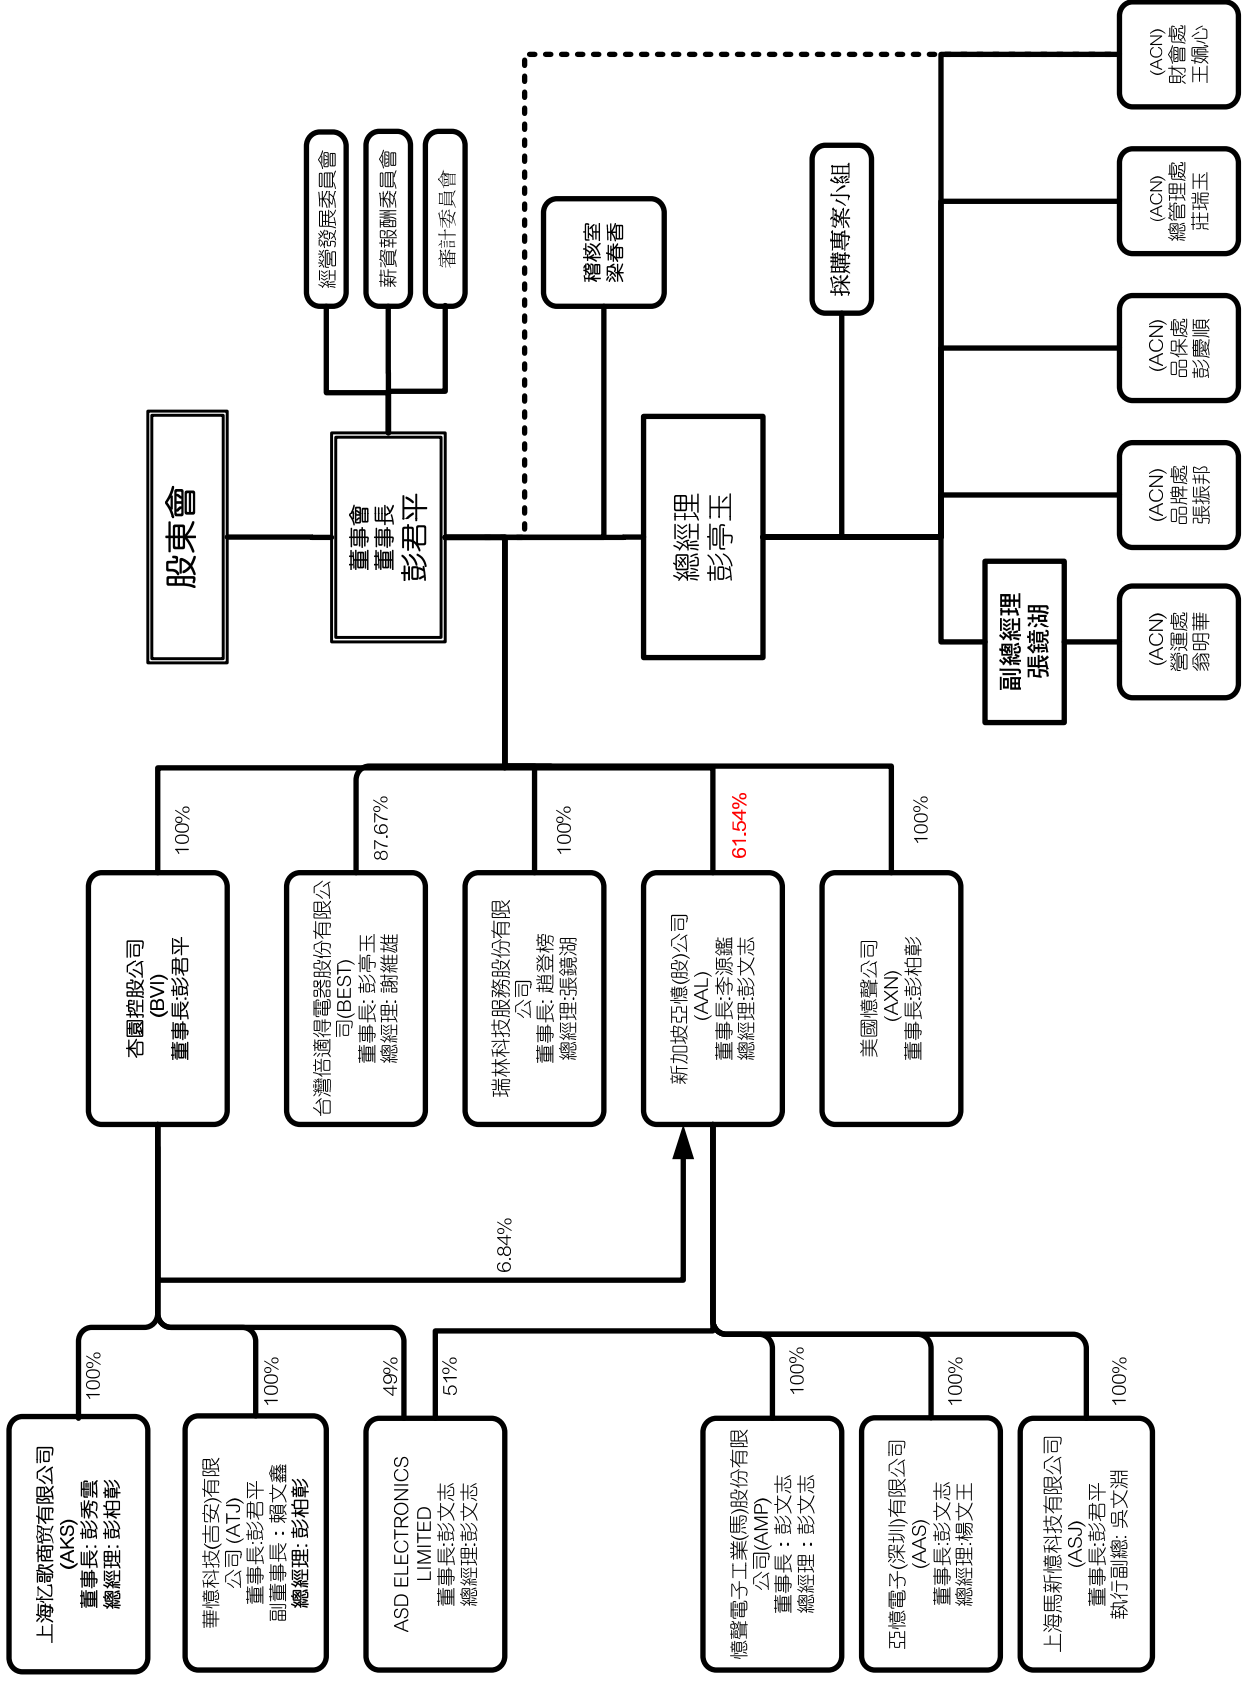 股東會
董事會
董事長
彭君平
經營發展委員會
薪資報酬委員會
審計委員會
稽核室
梁春香
總經理
彭亭玉
採購專案小組
副總經理
張鏡湖
(ACN)
營運處
翁明華
(ACN)
品牌處
張振邦
(ACN)
品保處
彭慶順
(ACN)
總管理處
莊瑞玉
(ACN)
財會處
王姵心
100%
杏園控股公司
(BVI)
董事長:彭君平
87.67%
台灣倍適得電器股份有限公
司(BEST)
董事長: 彭亭玉
總經理: 謝維雄
100%
瑞林科技服務股份有限
公司
董事長: 趙登榜
總經理:張鏡湖
61.54%
新加坡亞憶(股)公司
(AAL)
董事長:李源鑑
總經理:彭文志
100%
美國憶聲公司
(AXN)
董事長:彭柏彰
6.84%
100%
上海忆歌商贸有限公司
(AKS)
董事長: 彭秀雲
總經理: 彭柏彰
100%
華憶科技(吉安)有限
公司 (ATJ)
董事長:彭君平
副董事長：賴文鑫
總經理: 彭柏彰
49%
51%
ASD ELECTRONICS
LIMITED
董事長:彭文志
總經理:彭文志
100%
憶聲電子工業(馬)股份有限
公司(AMP)
董事長：彭文志
總經理：彭文志
100%
亞憶電子(深圳)有限公司
(AAS)
董事長:彭文志
總經理:楊文王
100%
上海馬新憶科技有限公司
(ASJ)
董事長:彭君平
執行副總: 吳文淵